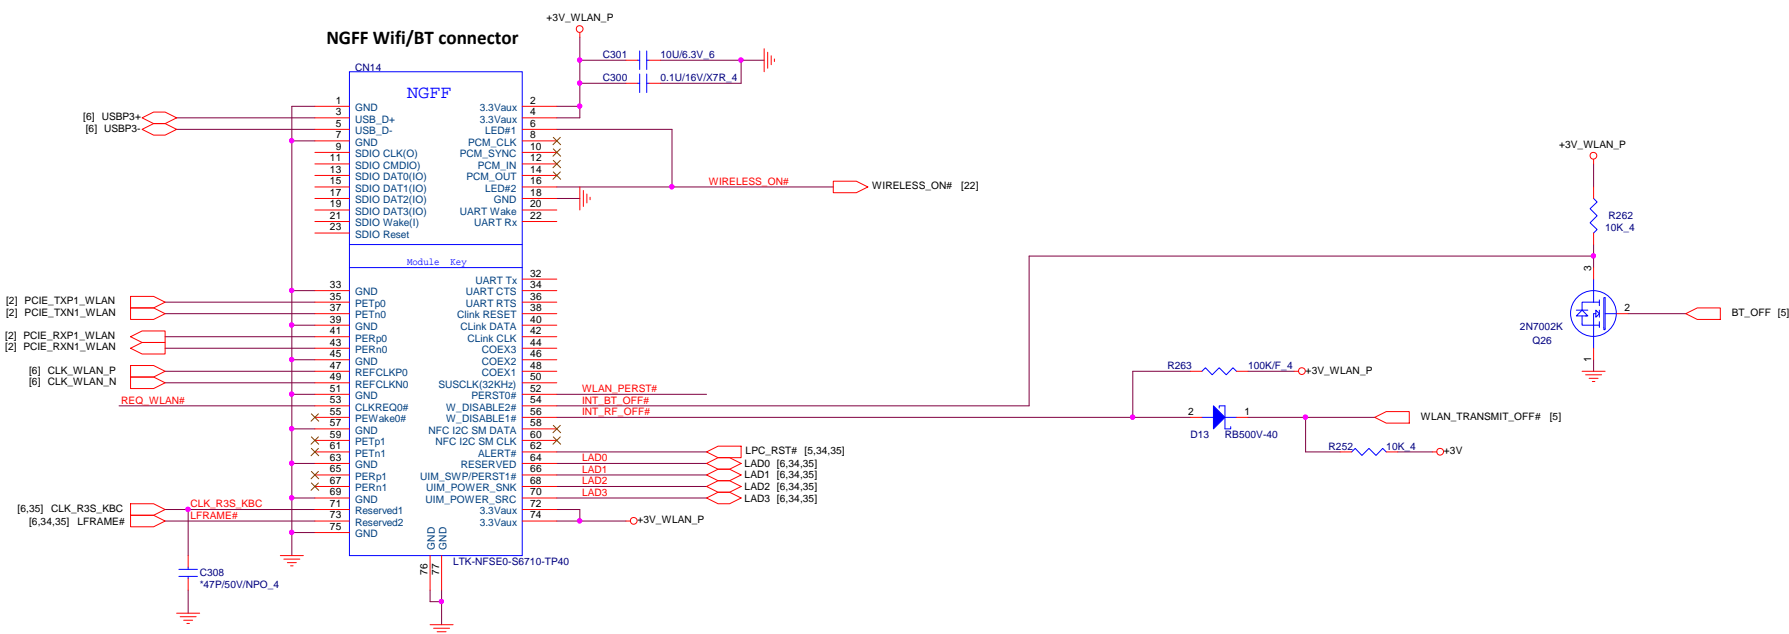 +3V_WLAN_P
NGFF Wifi/BT connector
C301 10U/6.3V_6
C300 0.1U/16V/X7R_4
CN14
NGFF
1 GND 3.3Vaux 2
[6] USBP3+ 3 USB_D+ 3.3Vaux 4
[6] USBP3- 5 USB_D- LED#1 6
7 GND PCM_CLK 8
9 SDIO CLK(O) PCM_SYNC 10
11 SDIO CMDIO) PCM_IN 12
13 SDIO DAT0(IO) PCM_OUT 14
15 SDIO DAT1(IO) LED#2 16 WIRELESS_ON# WIRELESS_ON# [22]
17 SDIO DAT2(IO) GND 18
19 SDIO DAT3(IO) UART Wake 20
21 SDIO Wake(I) UART Rx 22
23 SDIO Reset
+3V_WLAN_P
R262
10K_4
Module Key
UART Tx 32
33 GND UART CTS 34
[2] PCIE_TXP1_WLAN 35 PETp0 UART RTS 36
[2] PCIE_TXN1_WLAN 37 PETn0 Clink RESET 38
39 GND CLink DATA 40
[2] PCIE_RXP1_WLAN 41 PERp0 CLink CLK 42
[2] PCIE_RXN1_WLAN 43 PERn0 COEX3 44
45 GND COEX2 46
[6] CLK_WLAN_P 47 REFCLKP0 COEX1 48
[6] CLK_WLAN_N 49 REFCLKN0 SUSCLK(32KHz) 50
51 GND PERST0# 52 WLAN_PERST#
REQ_WLAN# 53 CLKREQ0# W_DISABLE2# 54 INT_BT_OFF#
55 PEWake0# W_DISABLE1# 56 INT_RF_OFF#
57 GND NFC I2C SM DATA 58
59 PETp1 NFC I2C SM CLK 60
61 PETn1 ALERT# 62 LPC_RST# [5,34,35]
63 GND RESERVED 64 LAD0 LAD0 [6,34,35]
65 PERp1 UIM_SWP/PERST1# 66 LAD1 LAD1 [6,34,35]
67 PERn1 UIM_POWER_SNK 68 LAD2 LAD2 [6,34,35]
69 GND UIM_POWER_SRC 70 LAD3 LAD3 [6,34,35]
[6,35] CLK_R3S_KBC CLK_R3S_KBC 71 Reserved1 3.3Vaux 72
[6,34,35] LFRAME# LFRAME# 73 Reserved2 3.3Vaux 74 +3V_WLAN_P
75 GND
GND GND
76 77
LTK-NFSE0-S6710-TP40
C308
*47P/50V/NPO_4
3
2 BT_OFF [5]
2N7002K
Q26
1
R263 100K/F_4 +3V_WLAN_P
2 1 WLAN_TRANSMIT_OFF# [5]
D13 RB500V-40
R252 10K_4 +3V